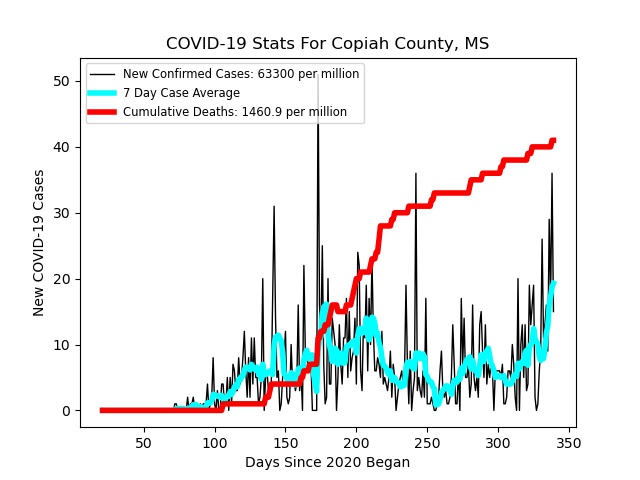 COVID-19 Stats For Copiah County, MS
New Confirmed Cases: 63300 per million
7 Day Case Average
Cumulative Deaths: 1460.9 per million
New COVID-19 Cases
50
40
30
20
10
0
50 100 150 200 250 300 350
Days Since 2020 Began